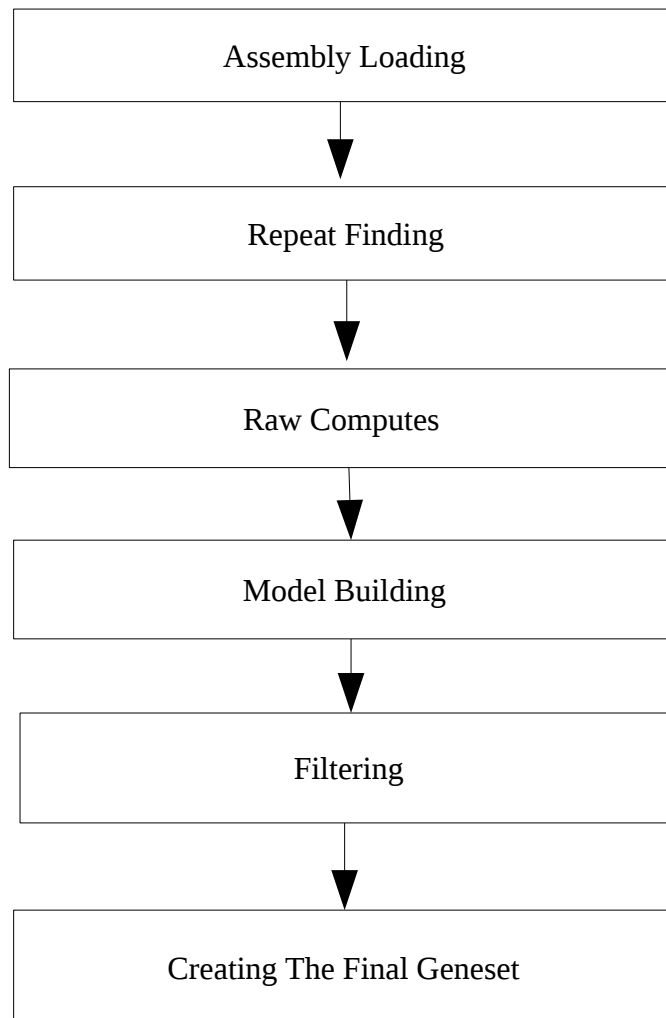 Assembly Loading
Repeat Finding
Raw Computes
Model Building
Filtering
Creating The Final Geneset